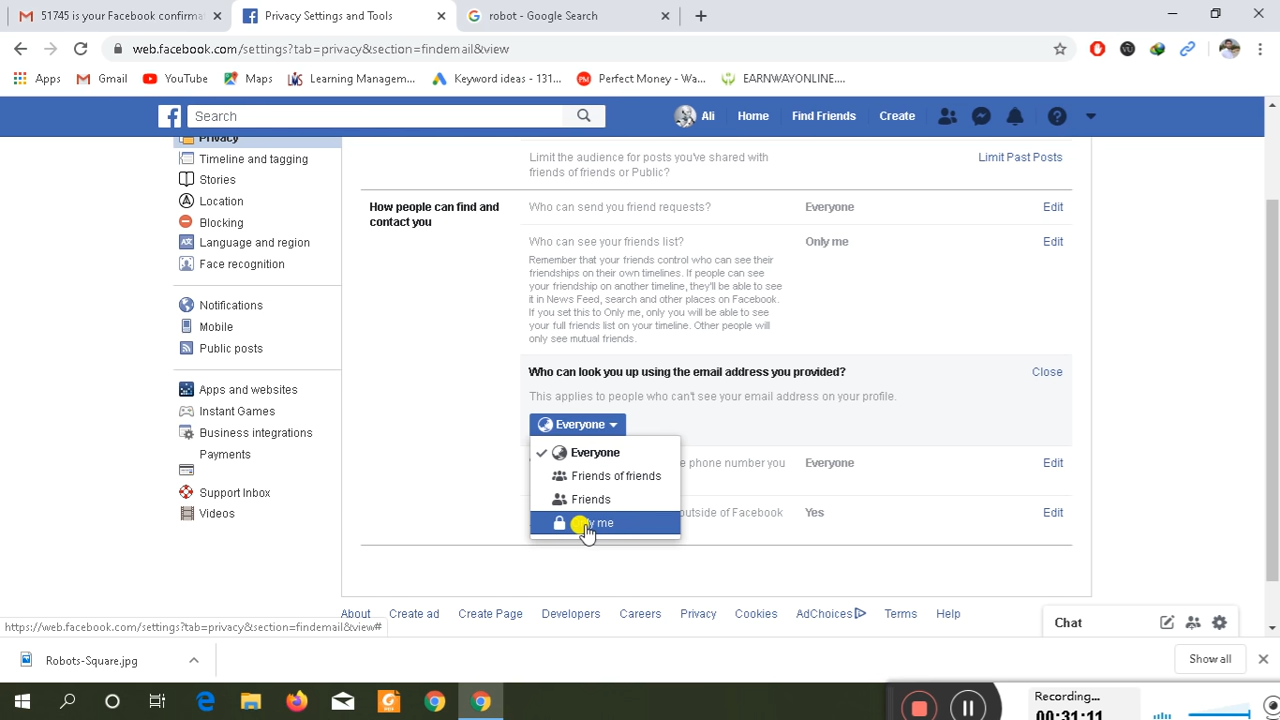 51745 is your Facebook confirma
Privacy Settings and Tools
robot - Google Search
web.facebook.com/settings?tab=privacy&section=findemail&view
Apps
Gmail
YouTube
Maps
Learning Managem...
Keyword ideas - 131...
Perfect Money - Wa...
EARNWAYONLINE....
Search
Ali
Home
Find Friends
Create
Privacy
Timeline and tagging
Stories
Location
Blocking
Language and region
Face recognition
Notifications
Mobile
Public posts
Apps and websites
Instant Games
Business integrations
Payments
Support Inbox
Videos
Limit the audience for posts you've shared with
friends of friends or Public?
Limit Past Posts
How people can find and
contact you
Who can send you friend requests?
Everyone
Edit
Who can see your friends list?
Only me
Edit
Remember that your friends control who can see their
friendships on their own timelines. If people can see
your friendship on another timeline, they'll be able to see
it in News Feed, search and other places on Facebook.
If you set this to Only me, only you will be able to see
your full friends list on your timeline. Other people will
only see mutual friends.
Who can look you up using the email address you provided?
Close
This applies to people who can't see your email address on your profile.
Everyone
Everyone
Friends of friends
Friends
me
phone number you
Everyone
Edit
outside of Facebook
Yes
Edit
About
Create ad
Create Page
Developers
Careers
Privacy
Cookies
AdChoices
Terms
Help
https://web.facebook.com/settings?tab=privacy&section=findemail&view#
Chat
Robots-Square.jpg
Show all
Recording...
00:31:11